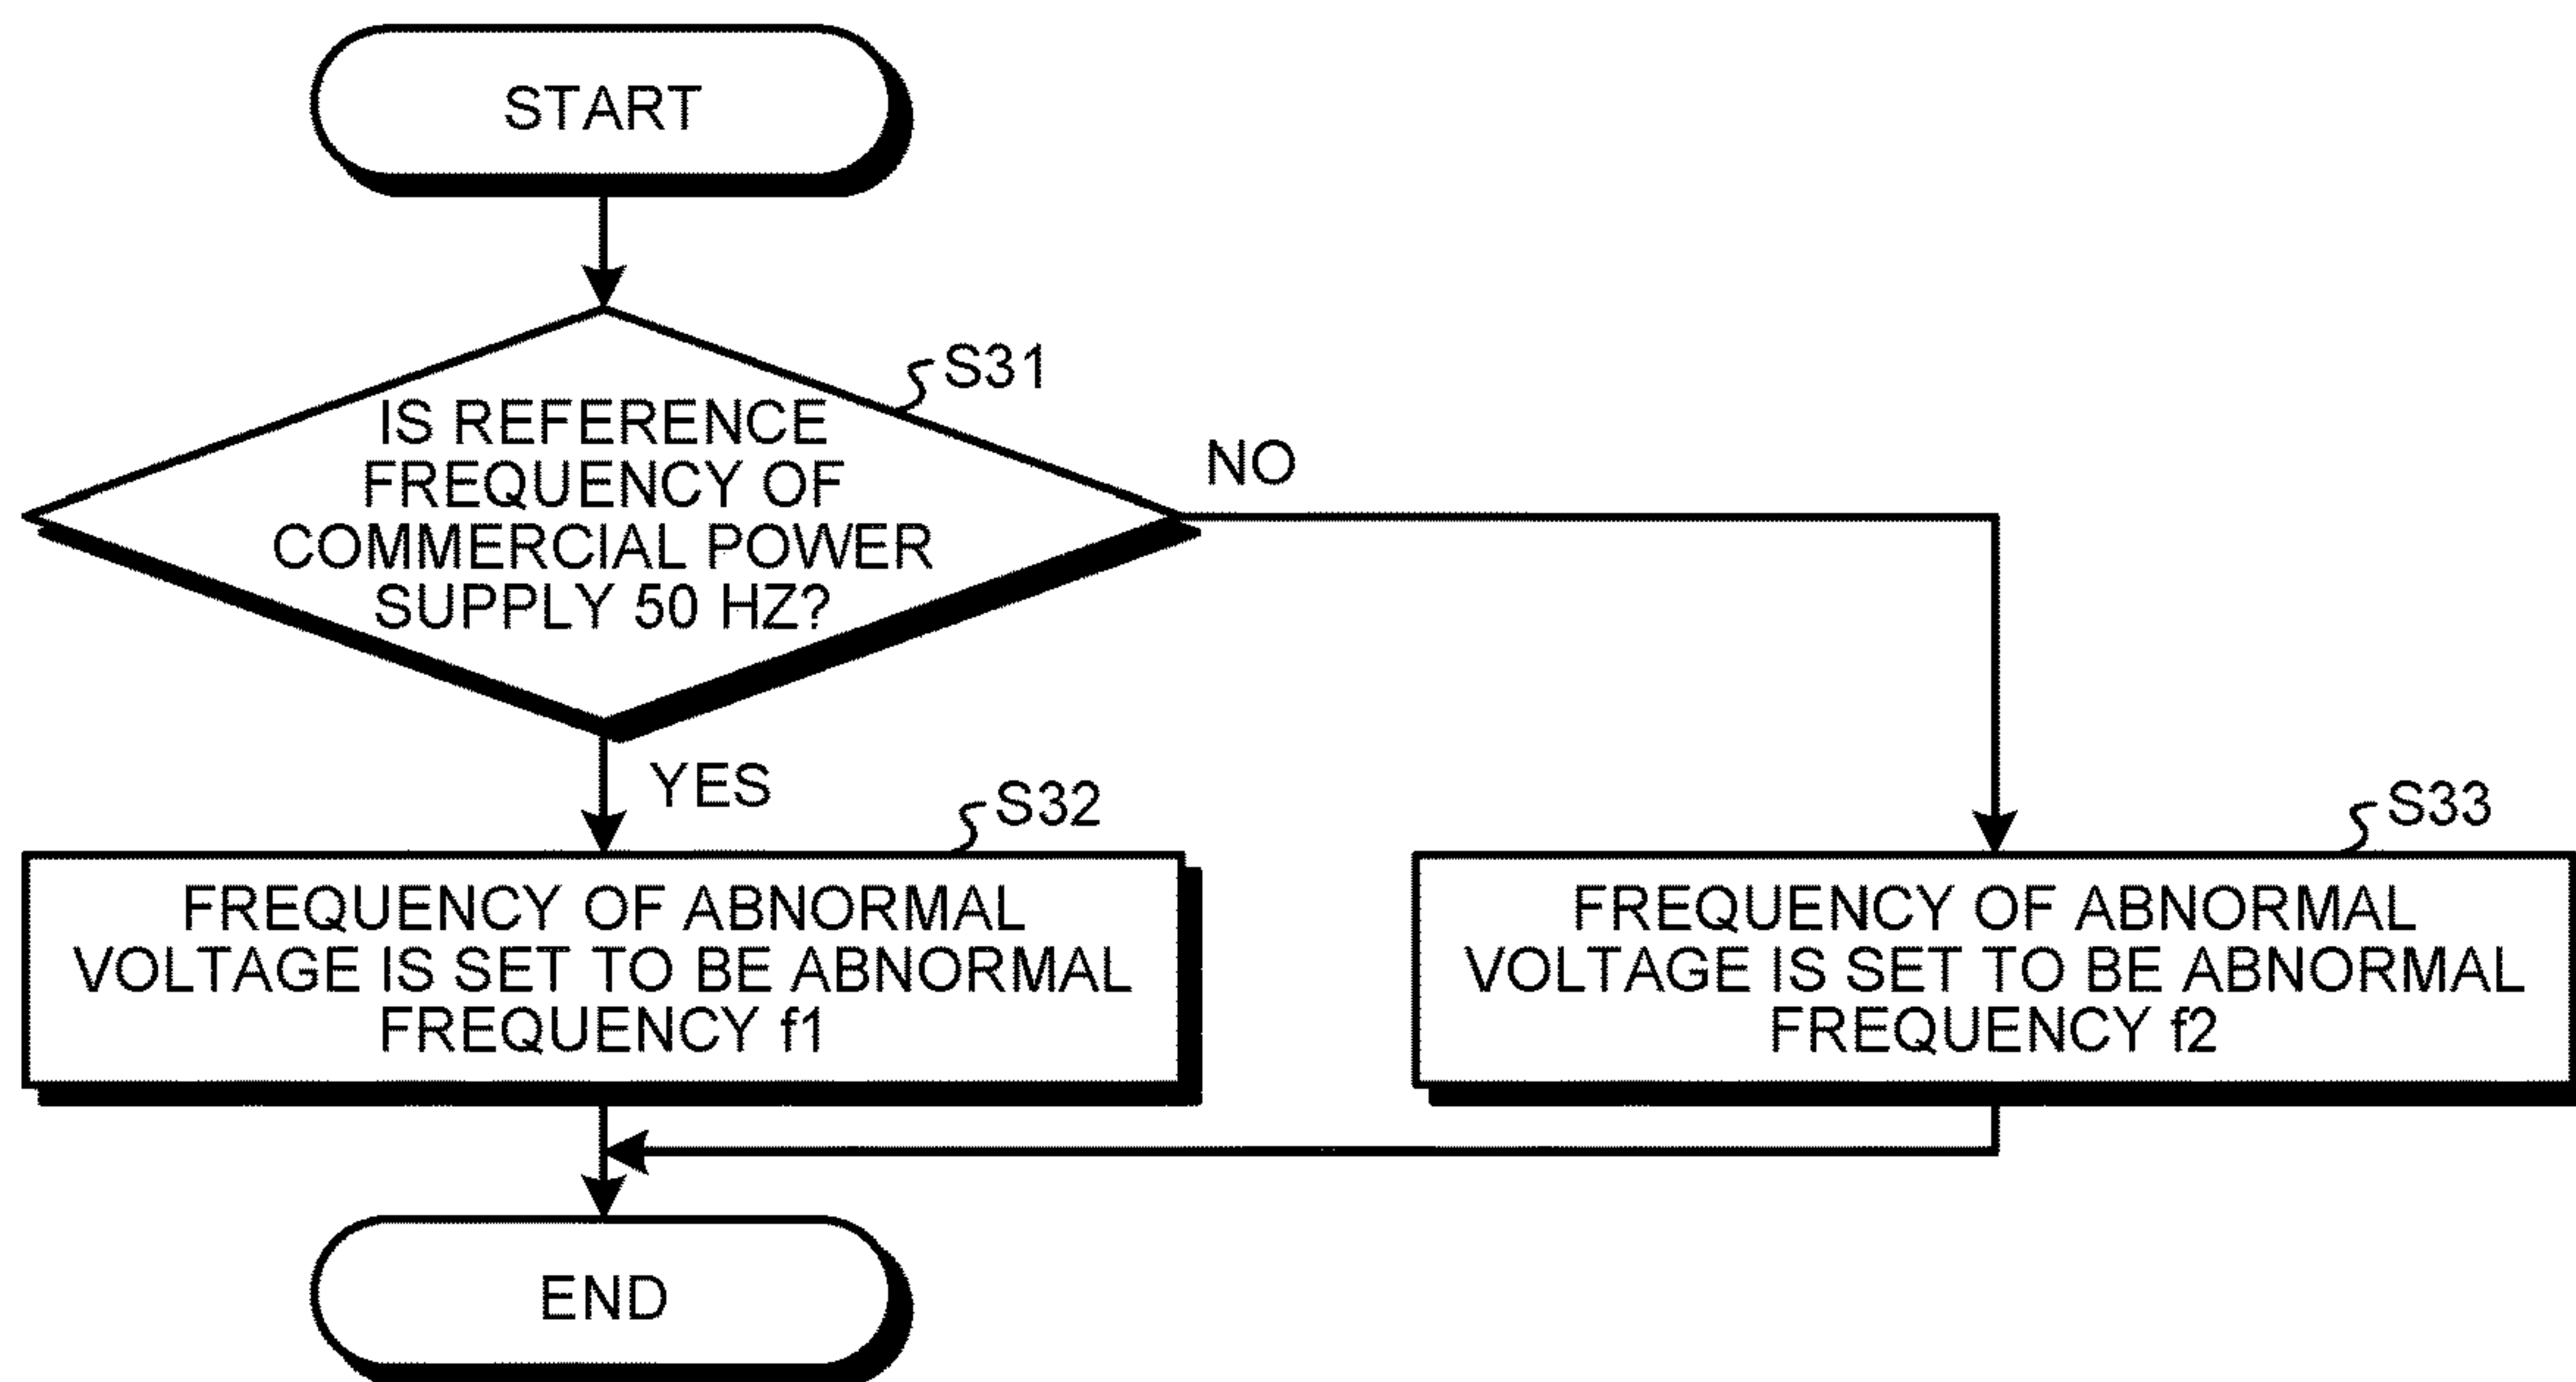 START
S31
IS REFERENCE
FREQUENCY OF
COMMERCIAL POWER
SUPPLY 50 HZ?
NO
YES
S32
FREQUENCY OF ABNORMAL
VOLTAGE IS SET TO BE ABNORMAL
FREQUENCY f1
S33
FREQUENCY OF ABNORMAL
VOLTAGE IS SET TO BE ABNORMAL
FREQUENCY f2
END